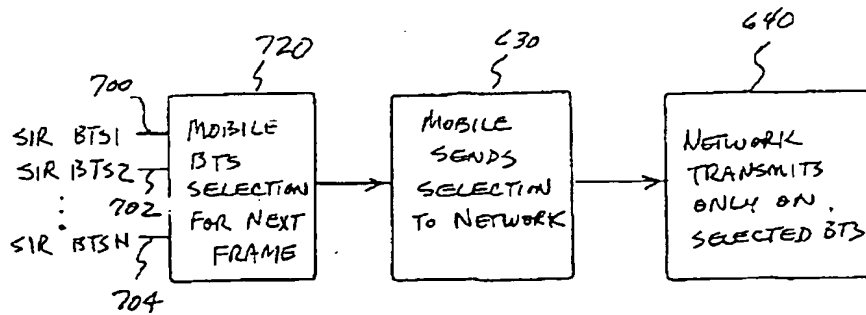 720
630
640
700
SIR BTS1
SIR BTS2
702
SIR BTSN
704
MOBILE
BTS
SELECTION
FOR NEXT
FRAME
MOBILE
SENDS
SELECTION
TO NETWORK
NETWORK
TRANSMITS
ONLY ON
SELECTED BTS